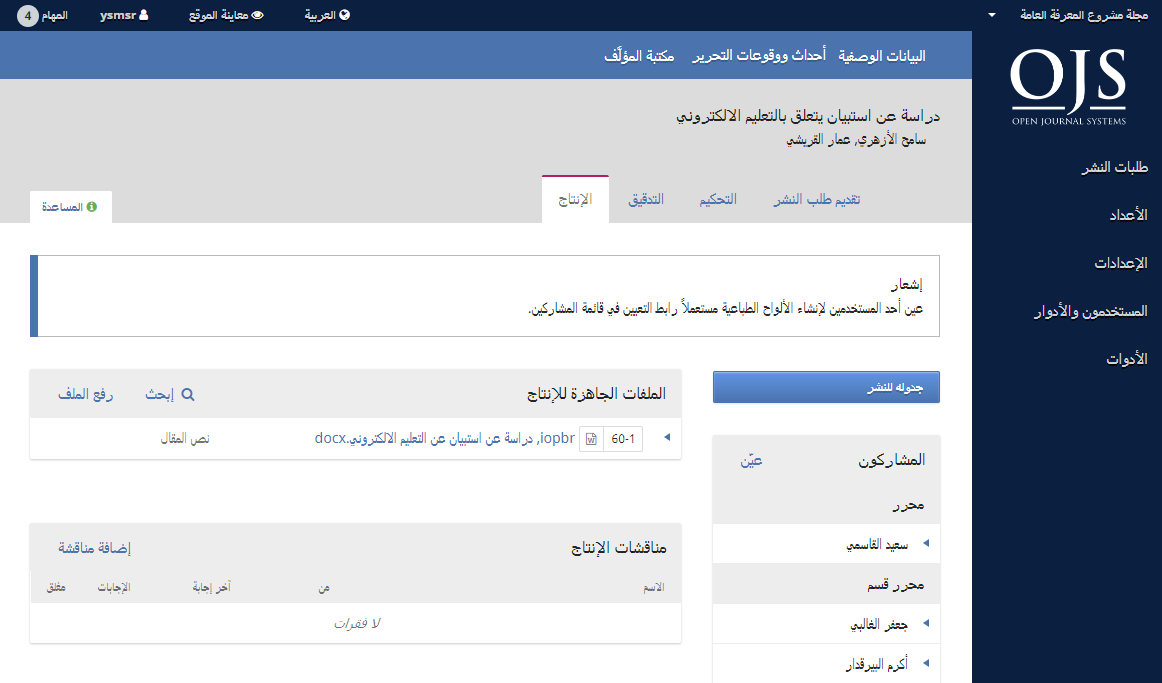 مجلة مشروع المعرفة العامة
العربية
معاينة الموقع
ysmsr
المهام 4
OJS
OPEN JOURNAL SYSTEMS
طلبات النشر
الأعداد
الإعدادات
المستخدمون والأدوار
الأدوات
البيانات الوصفية
أحداث ووقوعات التحرير
مكتبة المؤلَّف
دراسة عن استبيان يتعلق بالتعليم الالكتروني
سامح الأزهري, عمار القريشي
تقديم طلب النشر
التحكيم
التدقيق
الإنتاج
المساعدة
إشعار
عين أحد المستخدمين لإنشاء الألواح الطباعية مستعملاً رابط التعيين في قائمة المشاركين.
جدوله للنشر
المشاركون
عيّن
محرر
سعيد القاسمي
محرر قسم
جعفر الغالبي
أكرم البيرقدار
الملفات الجاهزة للإنتاج
إبحث
رفع الملف
60-1
iopbr, دراسة عن استبيان عن التعليم الالكتروني.docx
نص المقال
مناقشات الإنتاج
إضافة مناقشة
الاسم
من
آخر إجابة
الإجابات
مغلق
لا فقرات